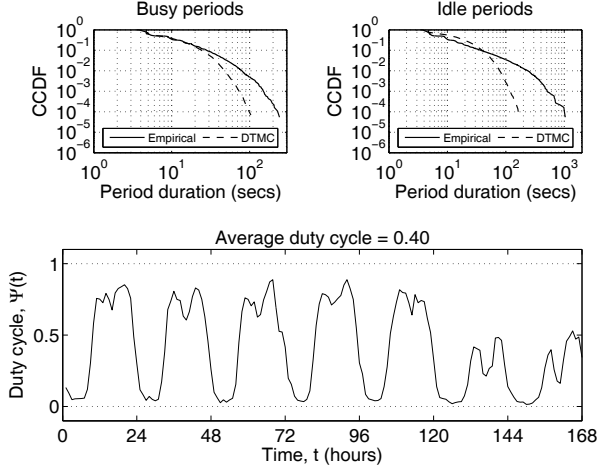 Busy periods
CCDF
10^0
10^-1
10^-2
10^-3
10^-4
10^-5
10^-6
Empirical DTMC
10^0 10^1 10^2
Period duration (secs)
Idle periods
CCDF
10^0
10^-1
10^-2
10^-3
10^-4
10^-5
10^-6
Empirical DTMC
10^0 10^1 10^2 10^3
Period duration (secs)
Average duty cycle = 0.40
Duty cycle, Ψ(t)
1
0.5
0
0 24 48 72 96 120 144 168
Time, t (hours)